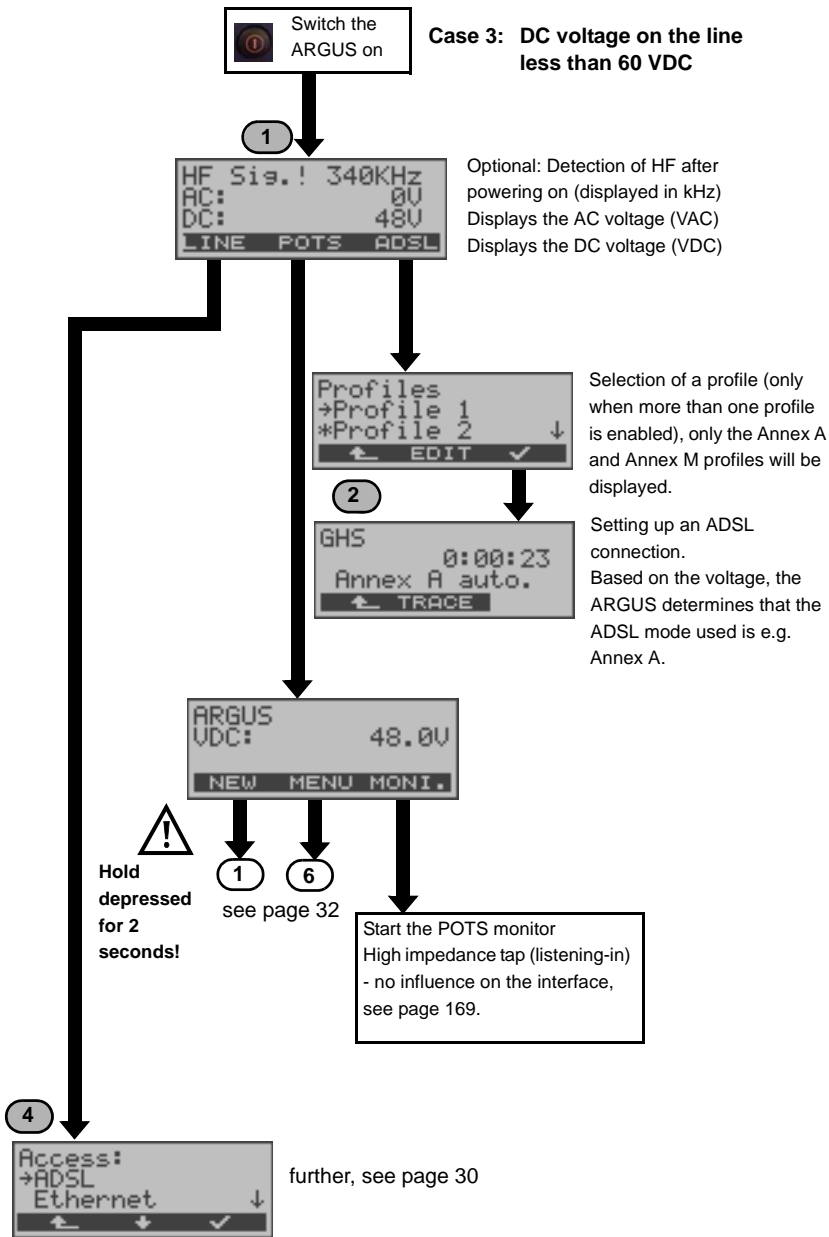 Switch the
ARGUS on
Case 3: DC voltage on the line
less than 60 VDC
1
HF Sig.! 340KHz
AC: 0V
DC: 48V
LINE POTS ADSL
Optional: Detection of HF after
powering on (displayed in kHz)
Displays the AC voltage (VAC)
Displays the DC voltage (VDC)
Profiles
→Profile 1
*Profile 2 ↓
EDIT ✓
Selection of a profile (only
when more than one profile
is enabled), only the Annex A
and Annex M profiles will be
displayed.
2
GHS
0:00:23
Annex A auto.
TRACE
Setting up an ADSL
connection.
Based on the voltage, the
ARGUS determines that the
ADSL mode used is e.g.
Annex A.
ARGUS
VDC: 48.0V
NEW MENU MONI.
Hold
depressed
for 2
seconds!
1 6
see page 32
Start the POTS monitor
High impedance tap (listening-in)
- no influence on the interface,
see page 169.
4
Access:
→ADSL
Ethernet ↓
further, see page 30